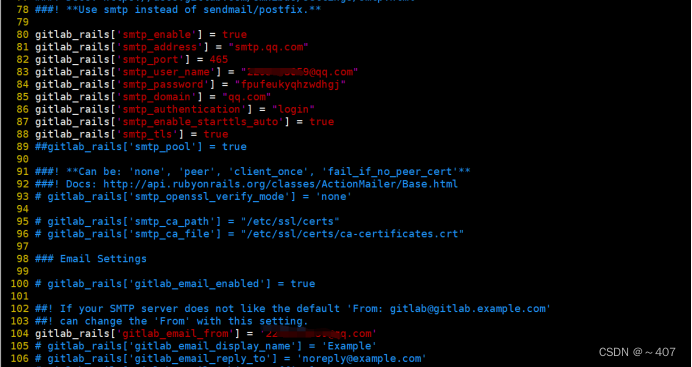 78 ###! **Use smtp instead of sendmail/postfix.**
79
80 gitlab_rails['smtp_enable'] = true
81 gitlab_rails['smtp_address'] = "smtp.qq.com"
82 gitlab_rails['smtp_port'] = 465
83 gitlab_rails['smtp_user_name'] = "@qq.com"
84 gitlab_rails['smtp_password'] = "fpufeukyqhzwdhgj"
85 gitlab_rails['smtp_domain'] = "qq.com"
86 gitlab_rails['smtp_authentication'] = "login"
87 gitlab_rails['smtp_enable_starttls_auto'] = true
88 gitlab_rails['smtp_tls'] = true
89 ##gitlab_rails['smtp_pool'] = true
90
91 ###! **Can be: 'none', 'peer', 'client_once', 'fail_if_no_peer_cert'**
92 ###! Docs: http://api.rubyonrails.org/classes/ActionMailer/Base.html
93 # gitlab_rails['smtp_openssl_verify_mode'] = 'none'
94
95 # gitlab_rails['smtp_ca_path'] = "/etc/ssl/certs"
96 # gitlab_rails['smtp_ca_file'] = "/etc/ssl/certs/ca-certificates.crt"
97
98 ### Email Settings
99
100 # gitlab_rails['gitlab_email_enabled'] = true
101
102 ##! If your SMTP server does not like the default 'From: gitlab@gitlab.example.com'
103 ##! can change the 'From' with this setting.
104 gitlab_rails['gitlab_email_from'] = '@qq.com'
105 # gitlab_rails['gitlab_email_display_name'] = 'Example'
106 # gitlab_rails['gitlab_email_reply_to'] = 'noreply@example.com'
CSDN @～407